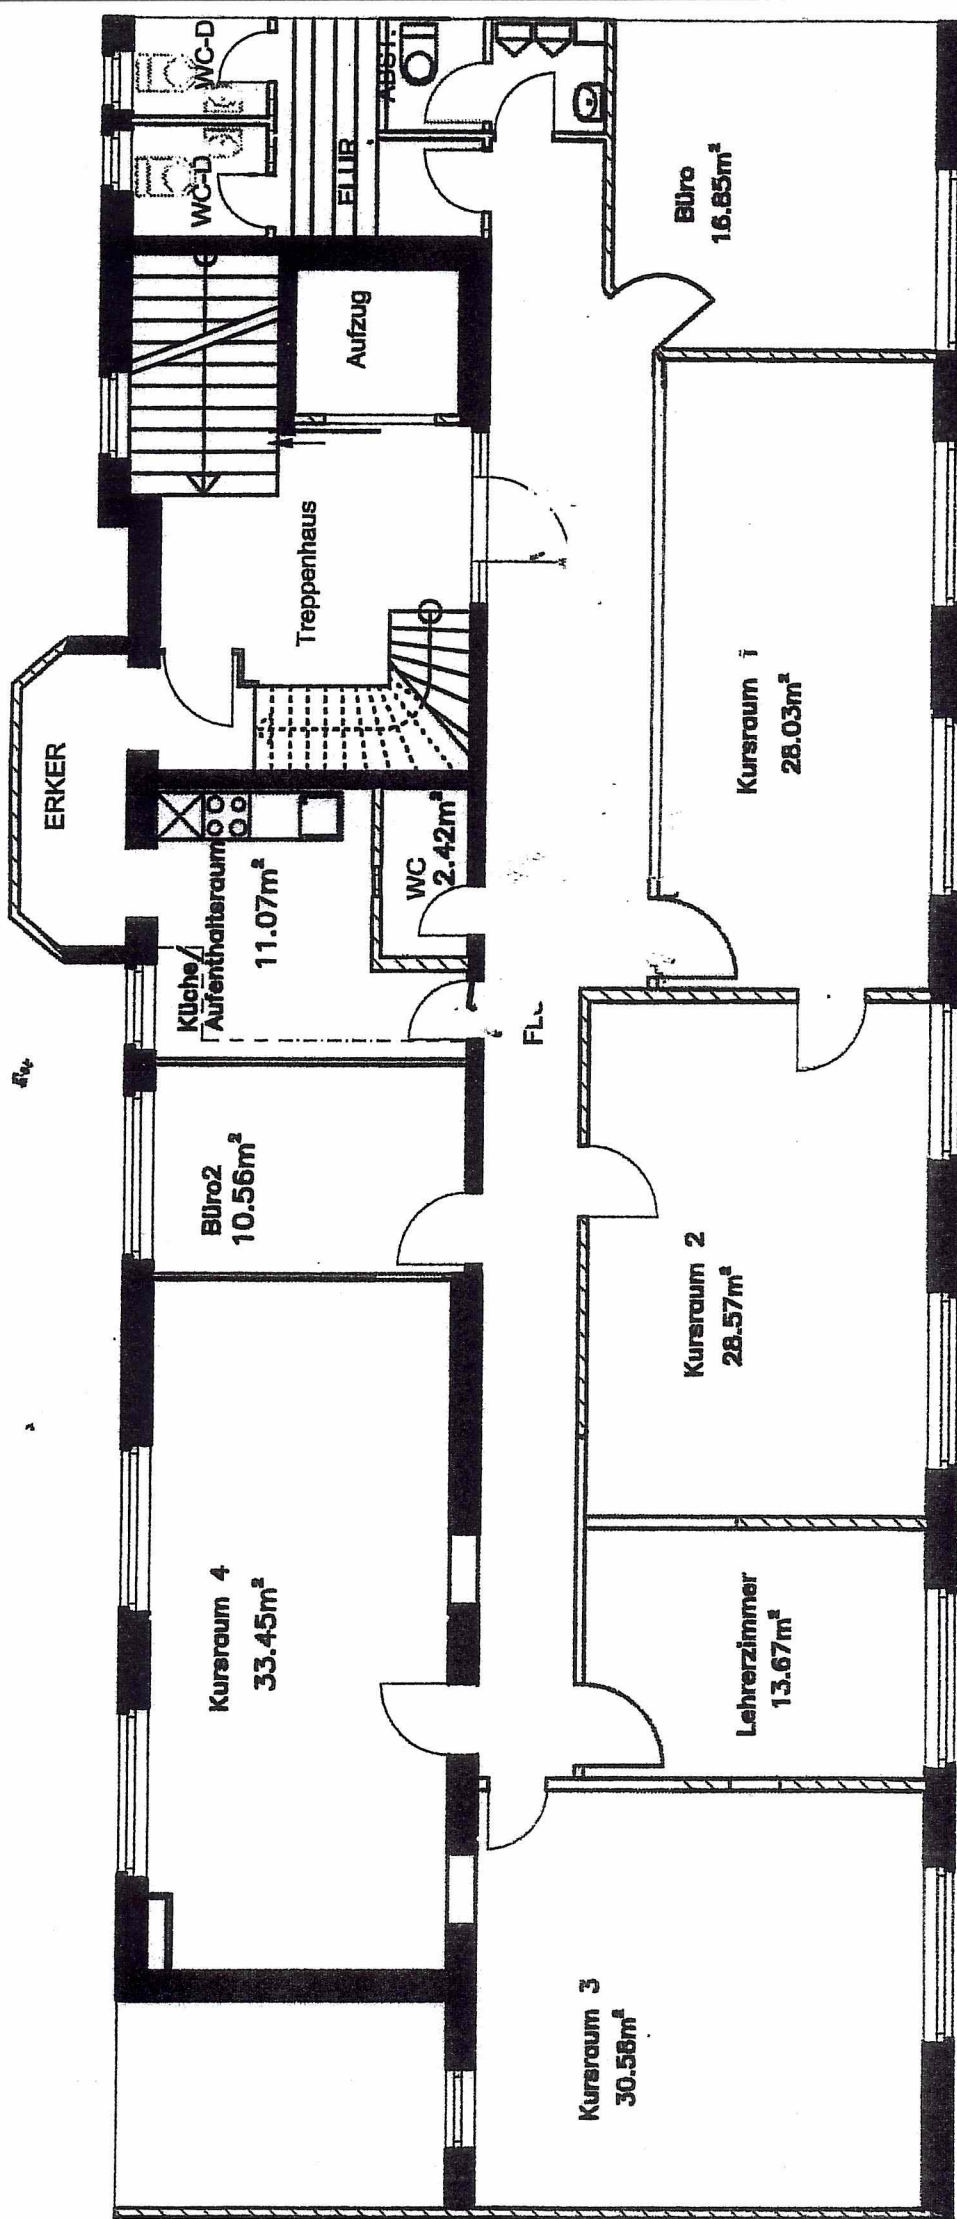 WC-D
WC-D
FLUR
ABST.
Aufzug
Treppenhaus
ERKER
Küche/
Aufenthalteraum
11.07m²
WC
2.42m²
Büro2
10.56m²
Kursraum 4
33.45m²
Büro
16.85m²
Kursraum 1
28.03m²
Kursraum 2
28.57m²
Lehrerzimmer
13.67m²
Kursraum 3
30.58m²